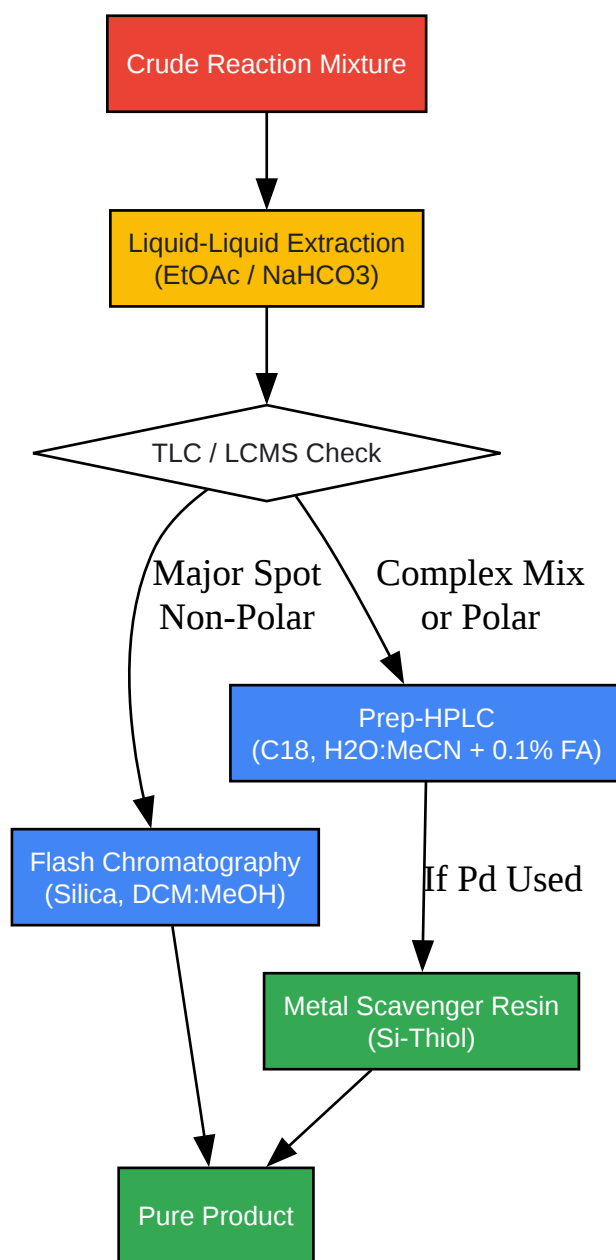 Crude Reaction Mixture
Liquid-Liquid Extraction
(EtOAc / NaHCO3)
TLC / LCMS Check
Major Spot
Non-Polar
Complex Mix
or Polar
Prep-HPLC
(C18, H2O:MeCN + 0.1% FA)
Flash Chromatography
(Silica, DCM:MeOH)
If Pd Used
Metal Scavenger Resin
(Si-Thiol)
Pure Product